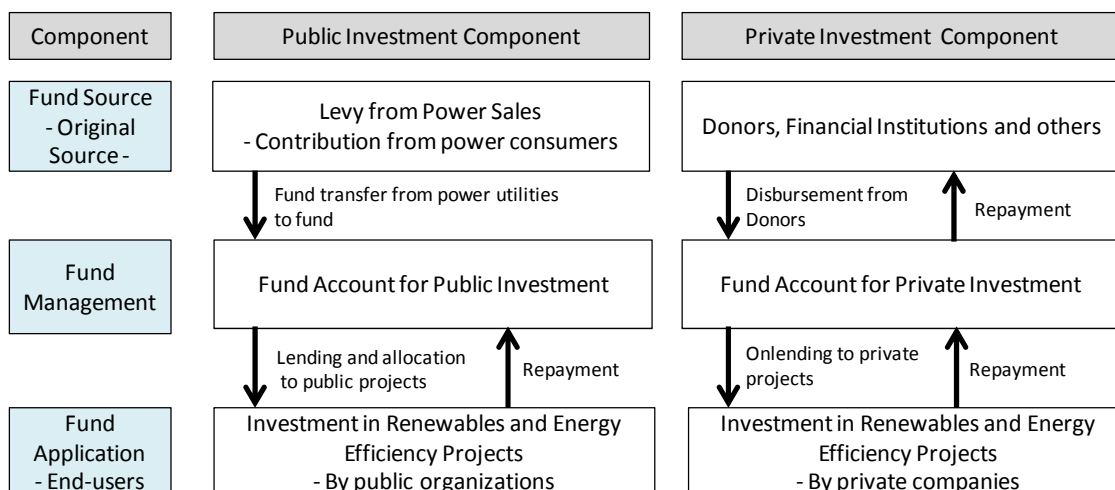 Component
Public Investment Component
Private Investment Component
Fund Source
- Original
Source -
Levy from Power Sales
- Contribution from power consumers
Donors, Financial Institutions and others
Fund transfer from power utilities
to fund
Disbursement from
Donors
Repayment
Fund
Management
Fund Account for Public Investment
Fund Account for Private Investment
Lending and allocation
to public projects
Repayment
Onlending to private
projects
Repayment
Fund
Application
- End-users
Investment in Renewables and Energy
Efficiency Projects
- By public organizations
Investment in Renewables and Energy
Efficiency Projects
- By private companies